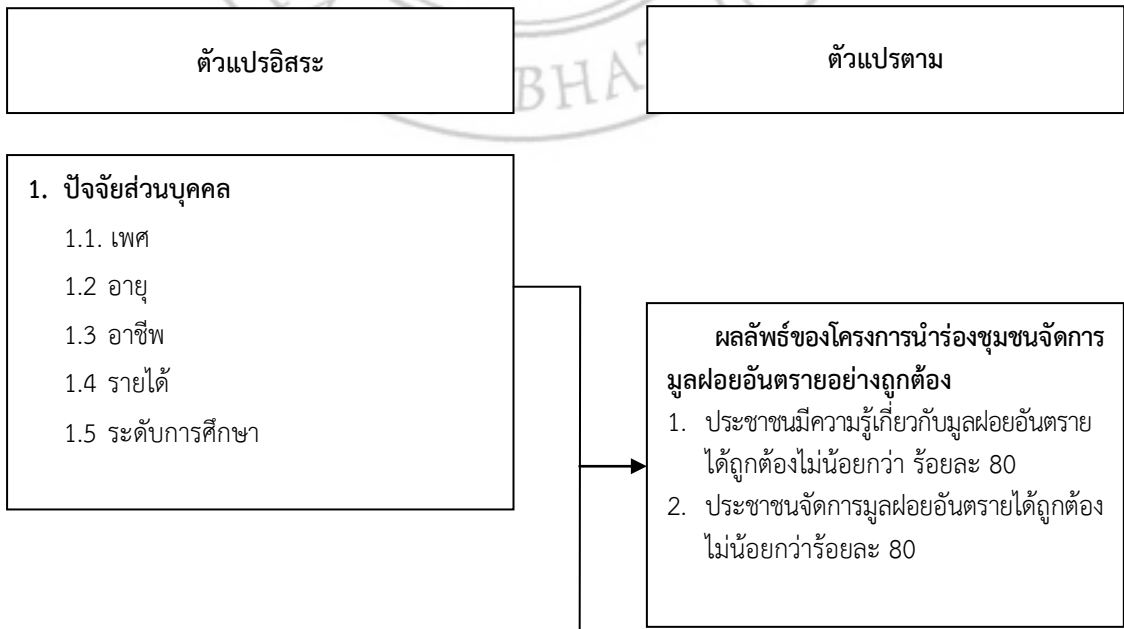 ตัวแปรอิสระ
ตัวแปรตาม
BHAT
1. ปัจจัยส่วนบุคคล
1.1. เพศ
1.2 อายุ
1.3 อาชีพ
1.4 รายได้
1.5 ระดับการศึกษา
ผลลัพธ์ของโครงการนำร่องชุมชนจัดการ
มูลฝอยอันตรายอย่างถูกต้อง
1. ประชาชนมีความรู้เกี่ยวกับมูลฝอยอันตราย
ได้ถูกต้องไม่น้อยกว่า ร้อยละ 80
2. ประชาชนจัดการมูลฝอยอันตรายได้ถูกต้อง
ไม่น้อยกว่าร้อยละ 80